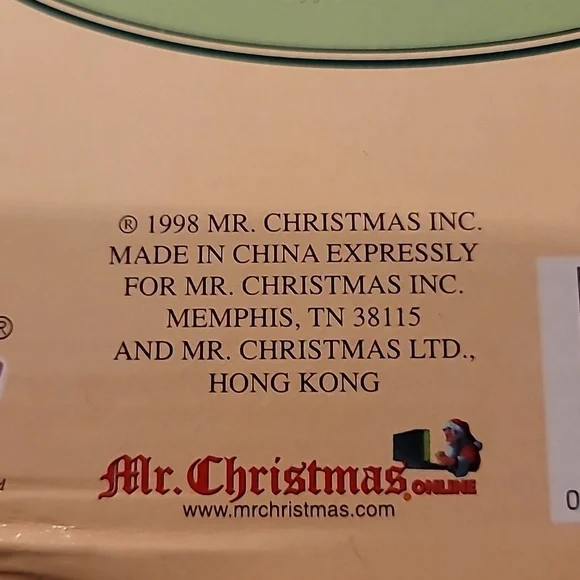 ® 1998 MR. CHRISTMAS INC.
MADE IN CHINA EXPRESSLY
FOR MR. CHRISTMAS INC.
MEMPHIS, TN 38115
AND MR. CHRISTMAS LTD.,
HONG KONG
®
Mr. Christmas ONLINE
www.mrchristmas.com
0